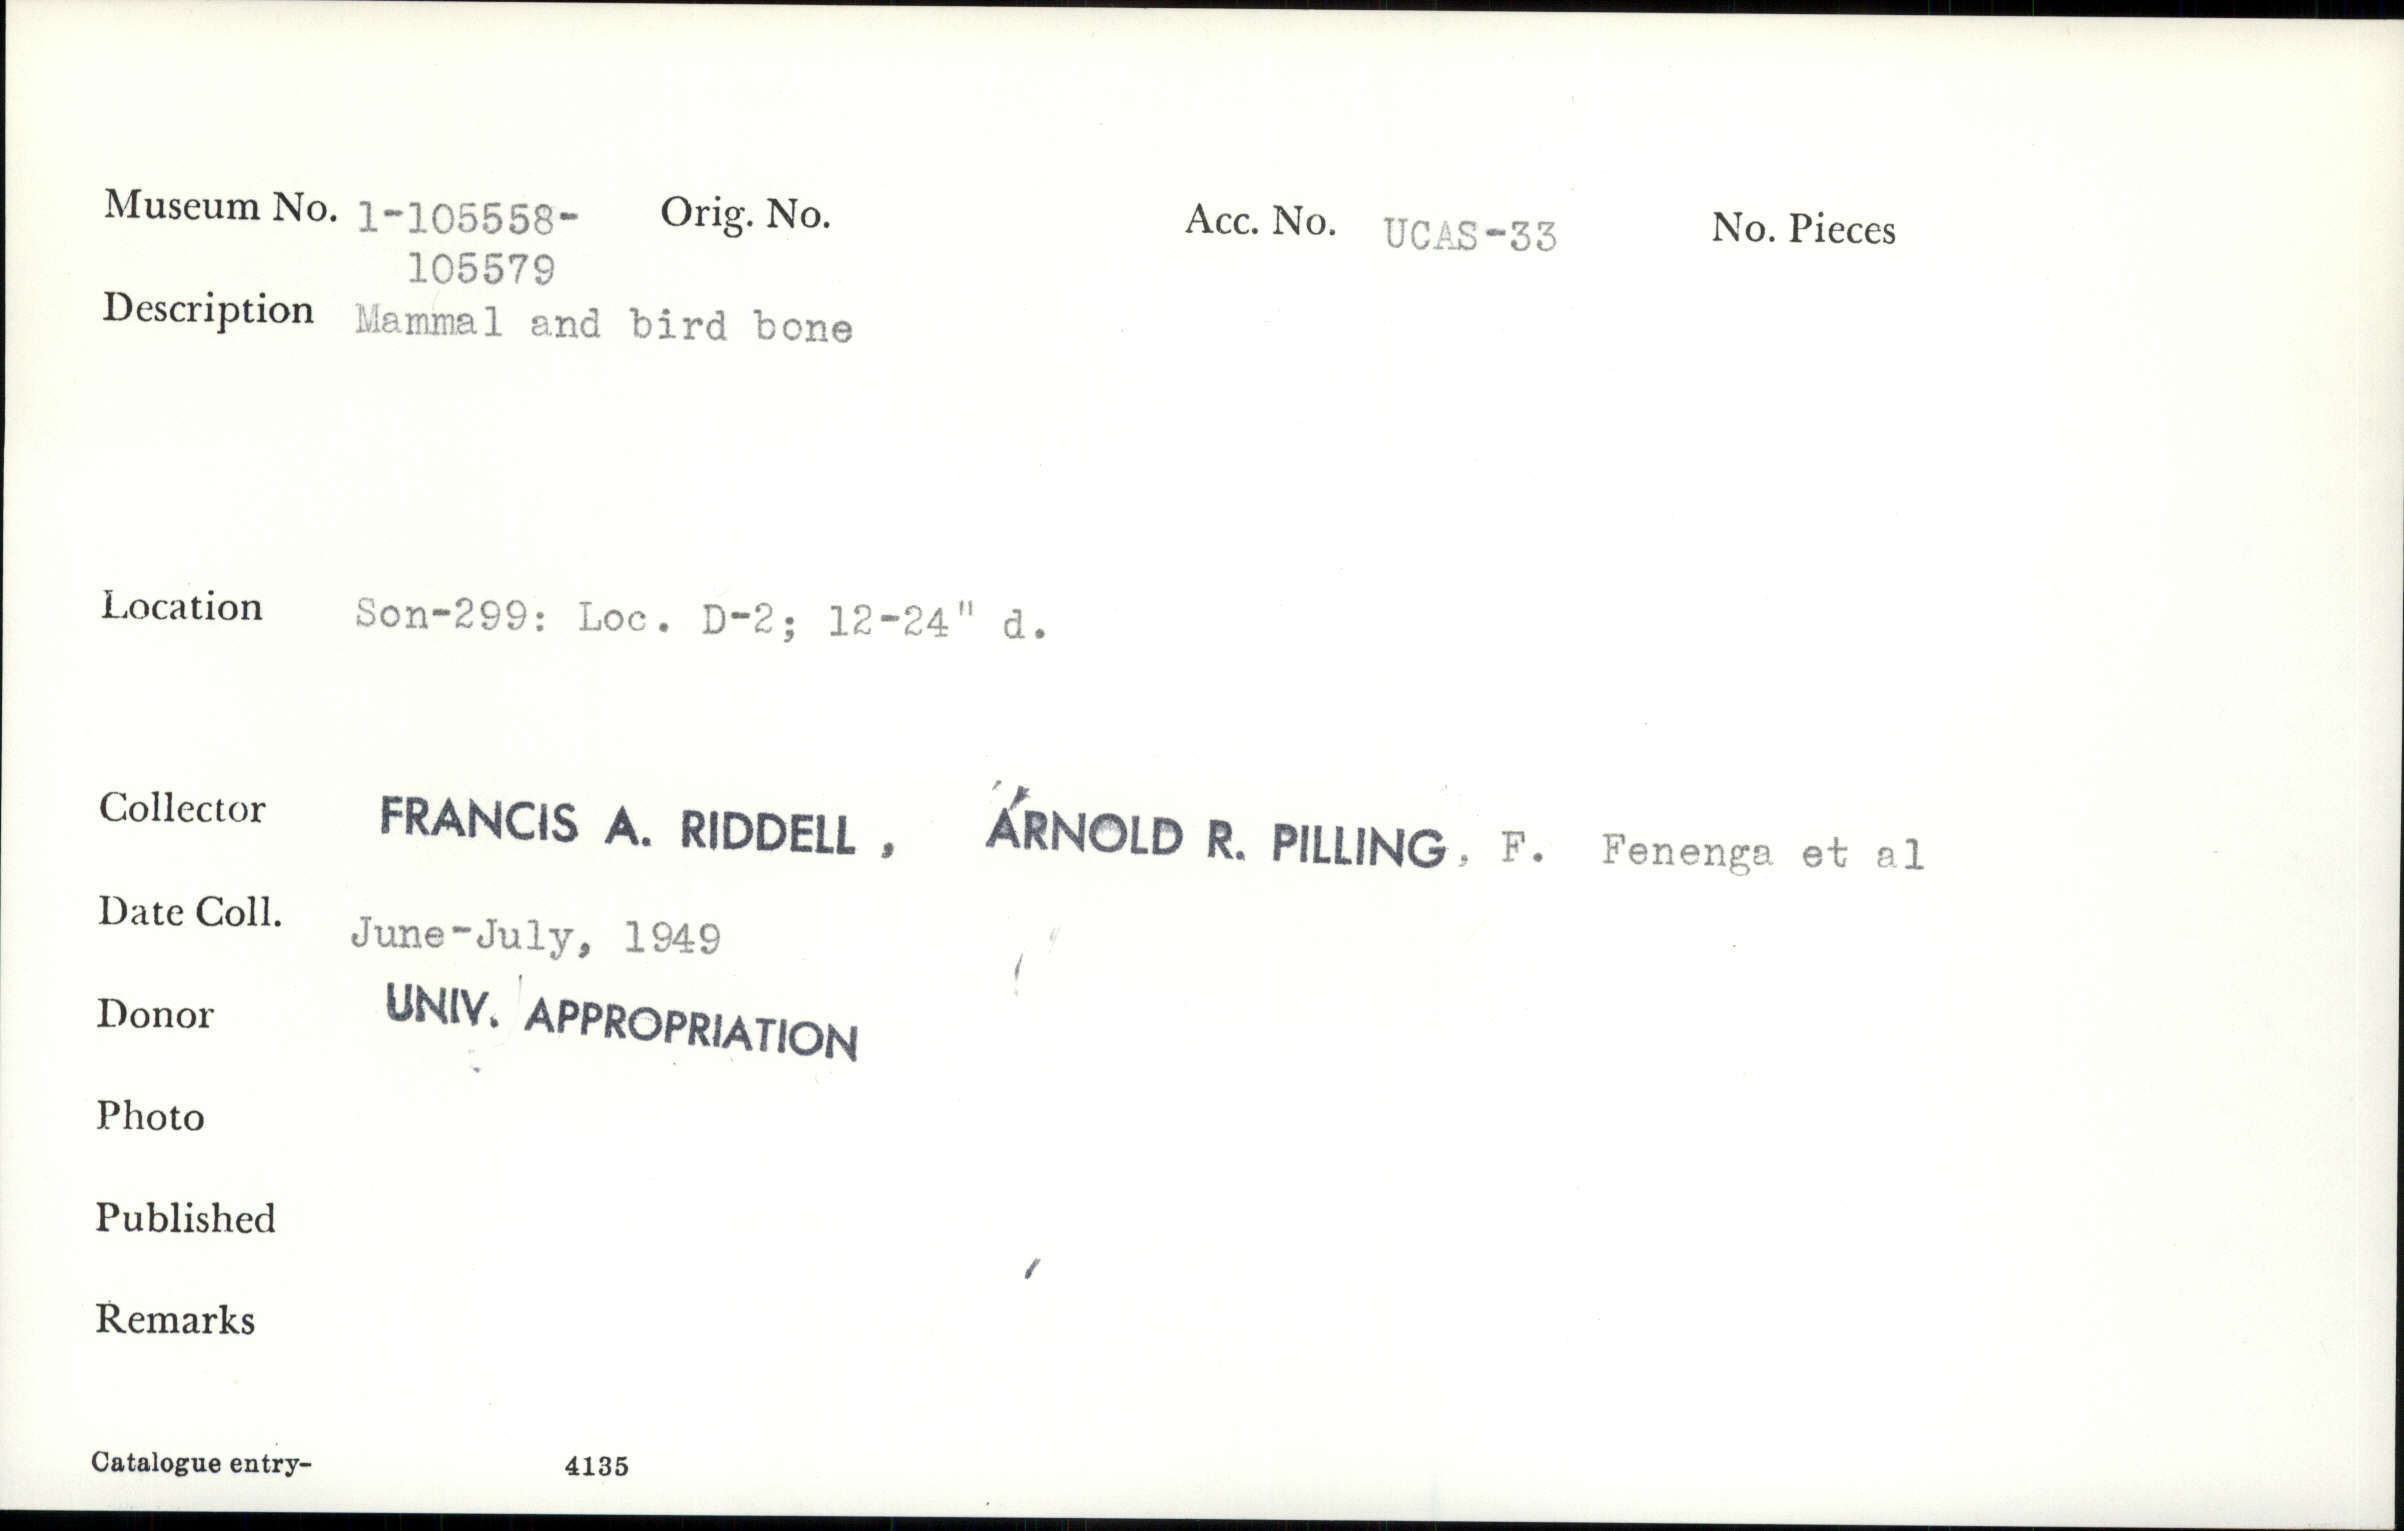 Museum No. 1-105558- Orig. No. Acc. No. UCAS-33 No. Pieces
105579
Description Mammal and bird bone
Location Son-299: Loc. D-2; 12-24" d.
Collector FRANCIS A. RIDDELL , ARNOLD R. PILLING, F. Fenenga et al
Date Coll. June-July, 1949
Donor UNIV. APPROPRIATION
Photo
Published
Remarks
Catalogue entry- 4135